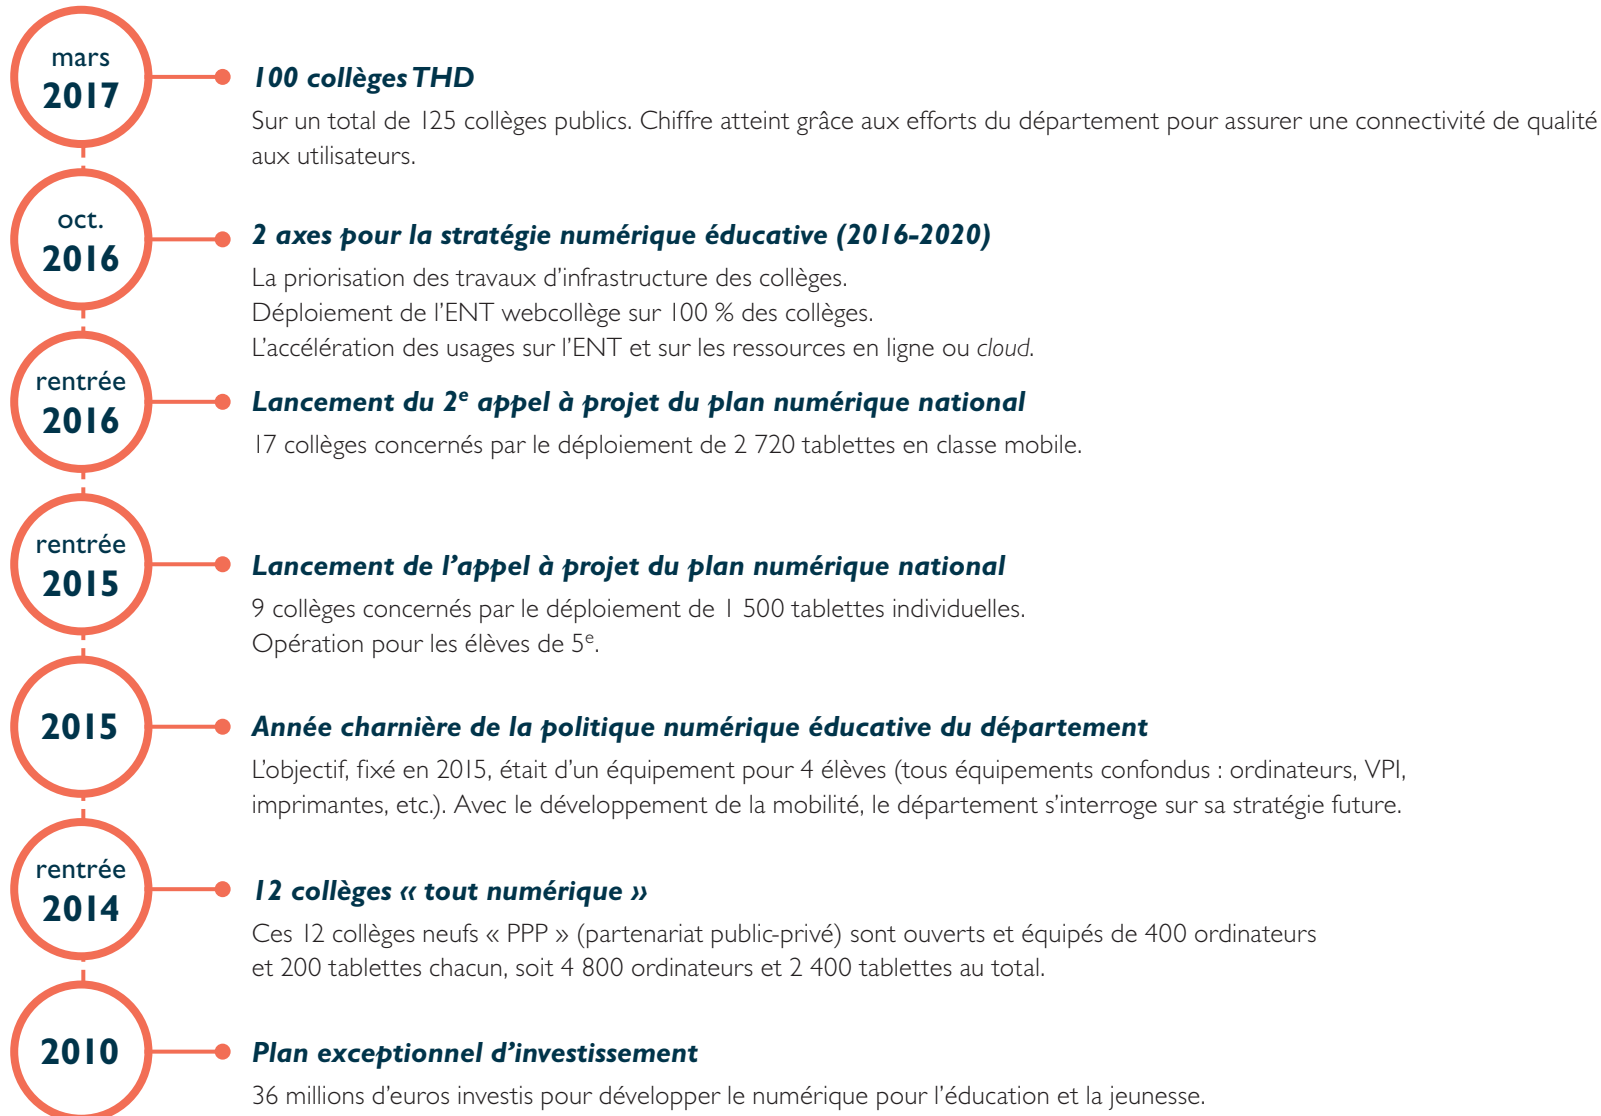 mars
2017
100 collèges THD
Sur un total de 125 collèges publics. Chiffre atteint grâce aux efforts du département pour assurer une connectivité de qualité
aux utilisateurs.
oct.
2016
2 axes pour la stratégie numérique éducative (2016-2020)
La priorisation des travaux d’infrastructure des collèges.
Déploiement de l’ENT webcollège sur 100 % des collèges.
L’accélération des usages sur l’ENT et sur les ressources en ligne ou cloud.
rentrée
2016
Lancement du 2e appel à projet du plan numérique national
17 collèges concernés par le déploiement de 2 720 tablettes en classe mobile.
rentrée
2015
Lancement de l’appel à projet du plan numérique national
9 collèges concernés par le déploiement de 1 500 tablettes individuelles.
Opération pour les élèves de 5e.
2015
Année charnière de la politique numérique éducative du département
L’objectif, fixé en 2015, était d’un équipement pour 4 élèves (tous équipements confondus : ordinateurs, VPI,
imprimantes, etc.). Avec le développement de la mobilité, le département s’interroge sur sa stratégie future.
rentrée
2014
12 collèges « tout numérique »
Ces 12 collèges neufs « PPP » (partenariat public-privé) sont ouverts et équipés de 400 ordinateurs
et 200 tablettes chacun, soit 4 800 ordinateurs et 2 400 tablettes au total.
2010
Plan exceptionnel d’investissement
36 millions d’euros investis pour développer le numérique pour l’éducation et la jeunesse.